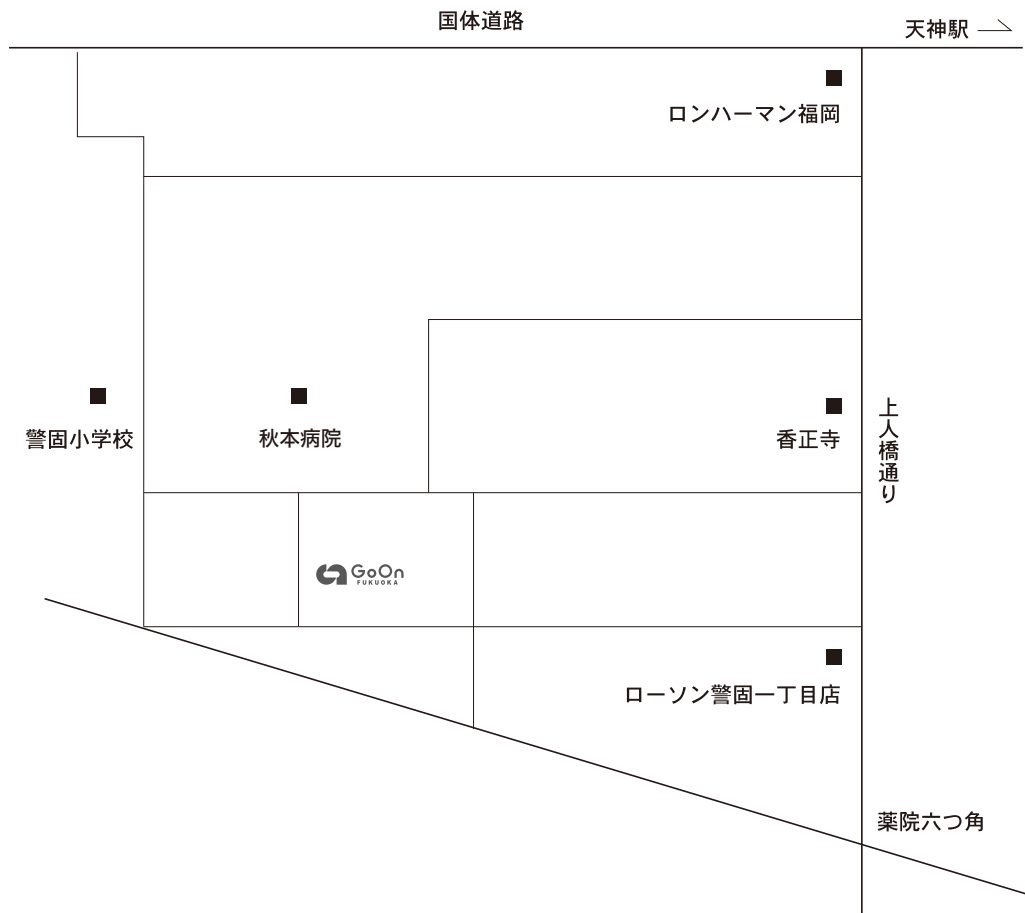 国体道路
天神駅
ロンハーマン福岡
警固小学校
秋本病院
香正寺
上人橋通り
GoOn
FUKUOKA
ローソン警固一丁目店
薬院六つ角